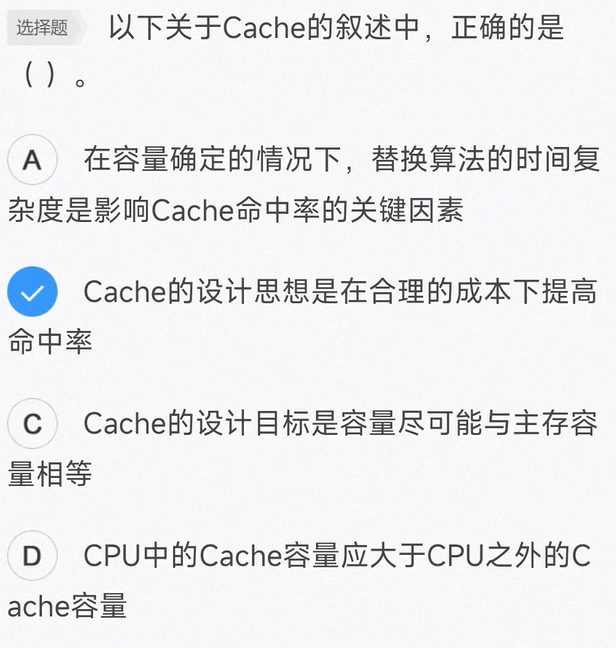 选择题 以下关于Cache的叙述中，正确的是
（ ）。
A 在容量确定的情况下，替换算法的时间复
杂度是影响Cache命中率的关键因素
Cache的设计思想是在合理的成本下提高
命中率
C Cache的设计目标是容量尽可能与主存容
量相等
D CPU中的Cache容量应大于CPU之外的C
ache容量